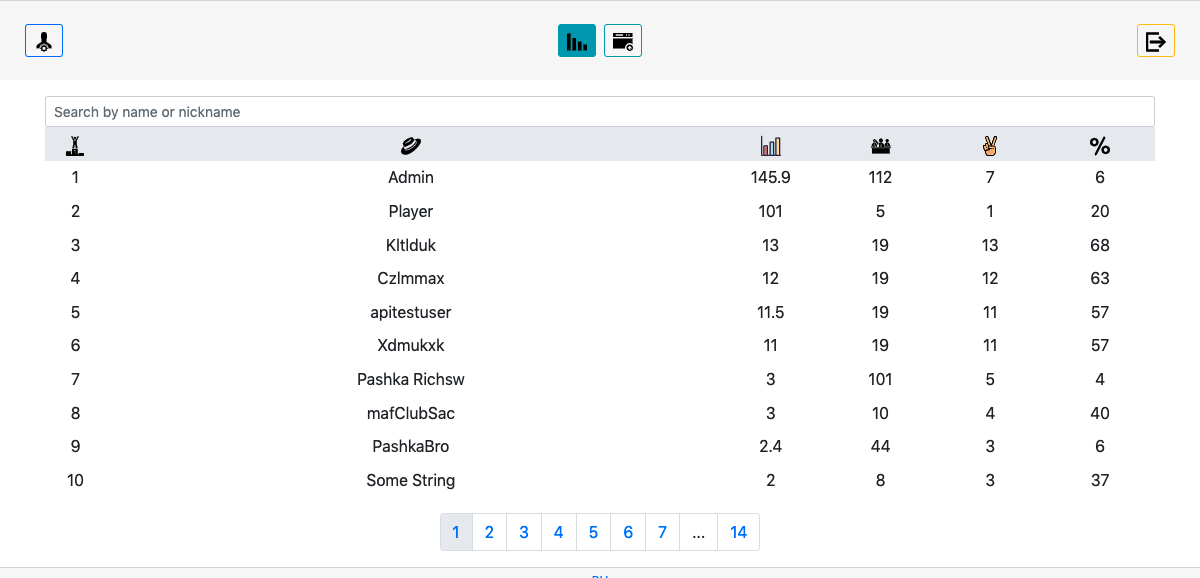 Search by name or nickname
%
1 Admin 145.9 112 7 6
2 Player 101 5 1 20
3 Kltlduk 13 19 13 68
4 Czlmmax 12 19 12 63
5 apitestuser 11.5 19 11 57
6 Xdmukxk 11 19 11 57
7 Pashka Richsw 3 101 5 4
8 mafClubSac 3 10 4 40
9 PashkaBro 2.4 44 3 6
10 Some String 2 8 3 37
1 2 3 4 5 6 7 ... 14